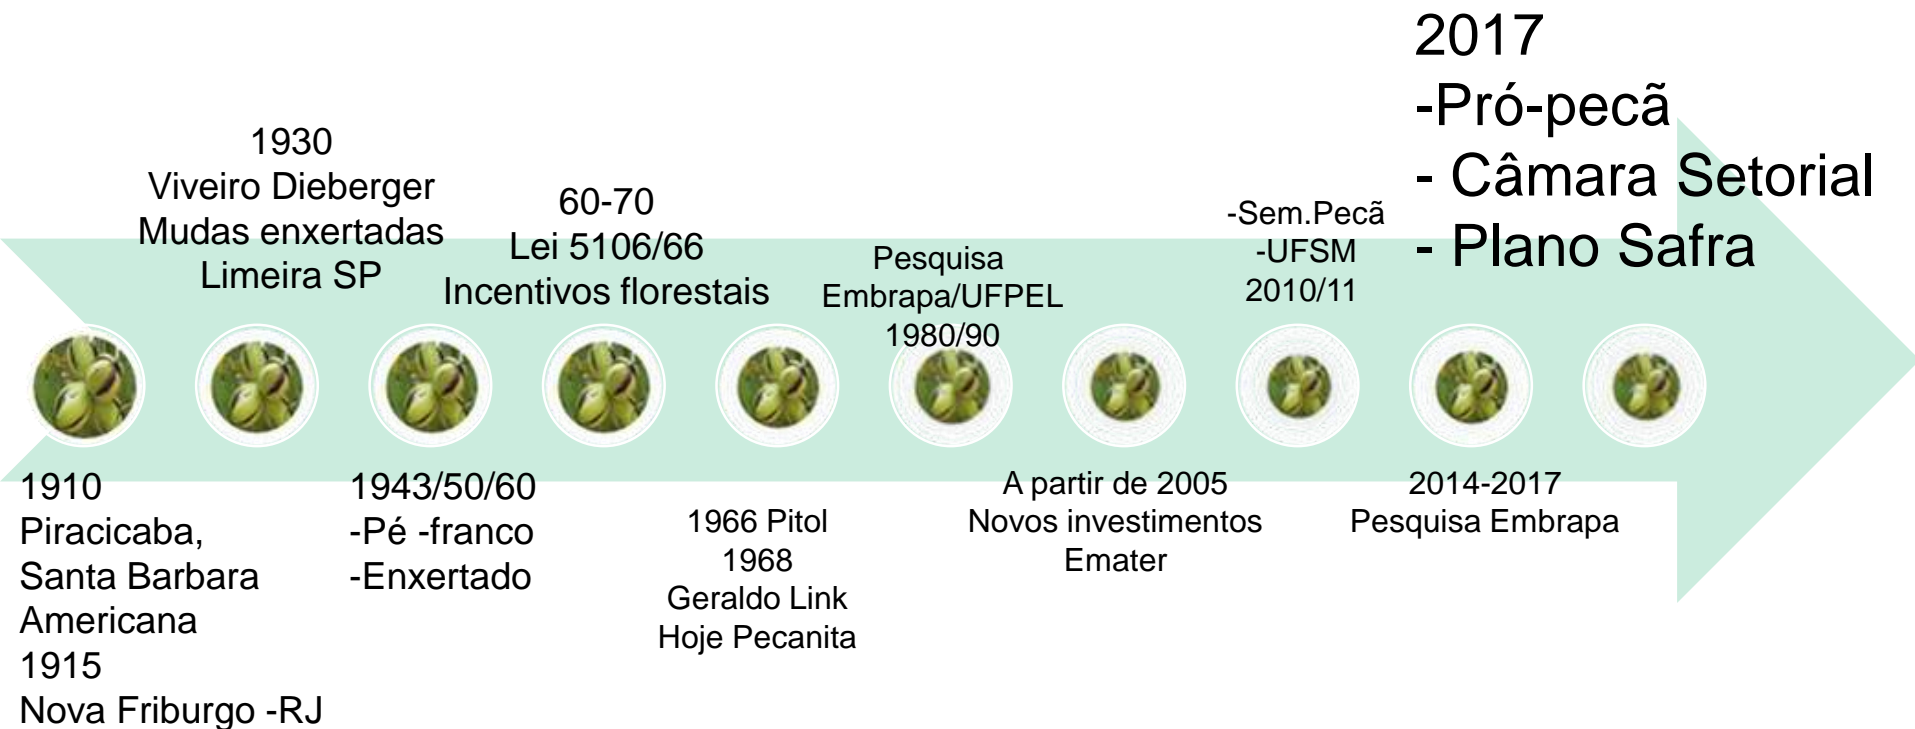 1910
Piracicaba,
Santa Barbara
Americana
1915
Nova Friburgo -RJ
1930
Viveiro Dieberger
Mudas enxertadas
Limeira SP
1943/50/60
-Pé -franco
-Enxertado
60-70
Lei 5106/66
Incentivos florestais
1966 Pitol
1968
Geraldo Link
Hoje Pecanita
Pesquisa
Embrapa/UFPEL
1980/90
A partir de 2005
Novos investimentos
Emater
-Sem.Pecã
-UFSM
2010/11
2014-2017
Pesquisa Embrapa
2017
-Pró-pecã
- Câmara Setorial
- Plano Safra